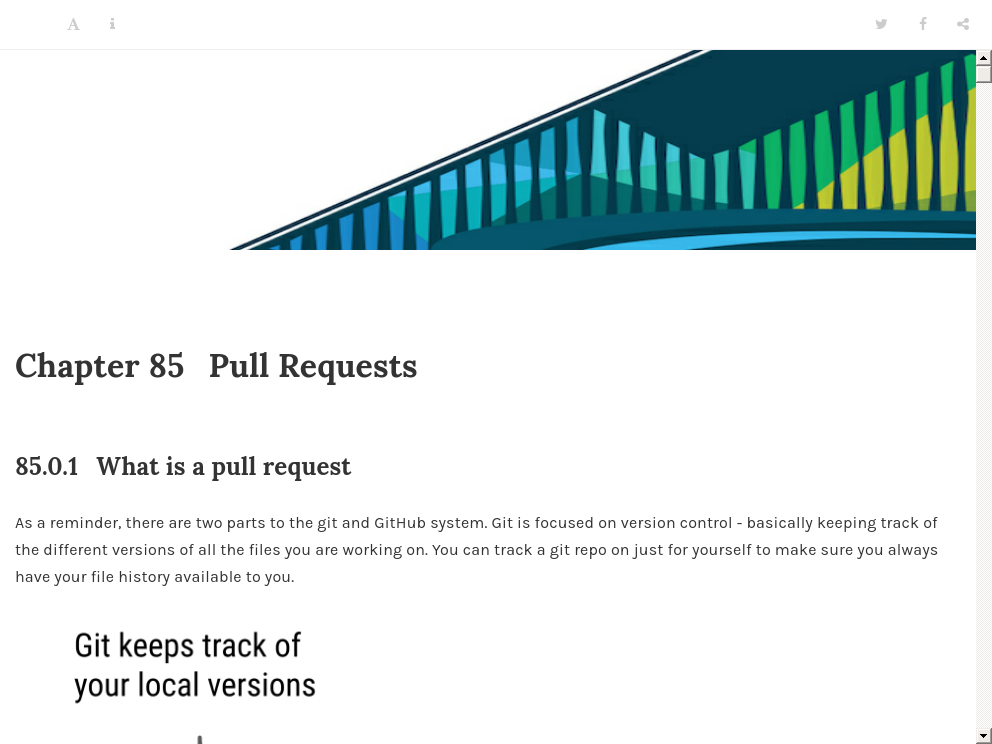 Chapter 85 Pull Requests
85.0.1 What is a pull request
As a reminder, there are two parts to the git and GitHub system. Git is focused on version control - basically keeping track of
the different versions of all the files you are working on. You can track a git repo on just for yourself to make sure you always
have your file history available to you.
Git keeps track of
your local versions